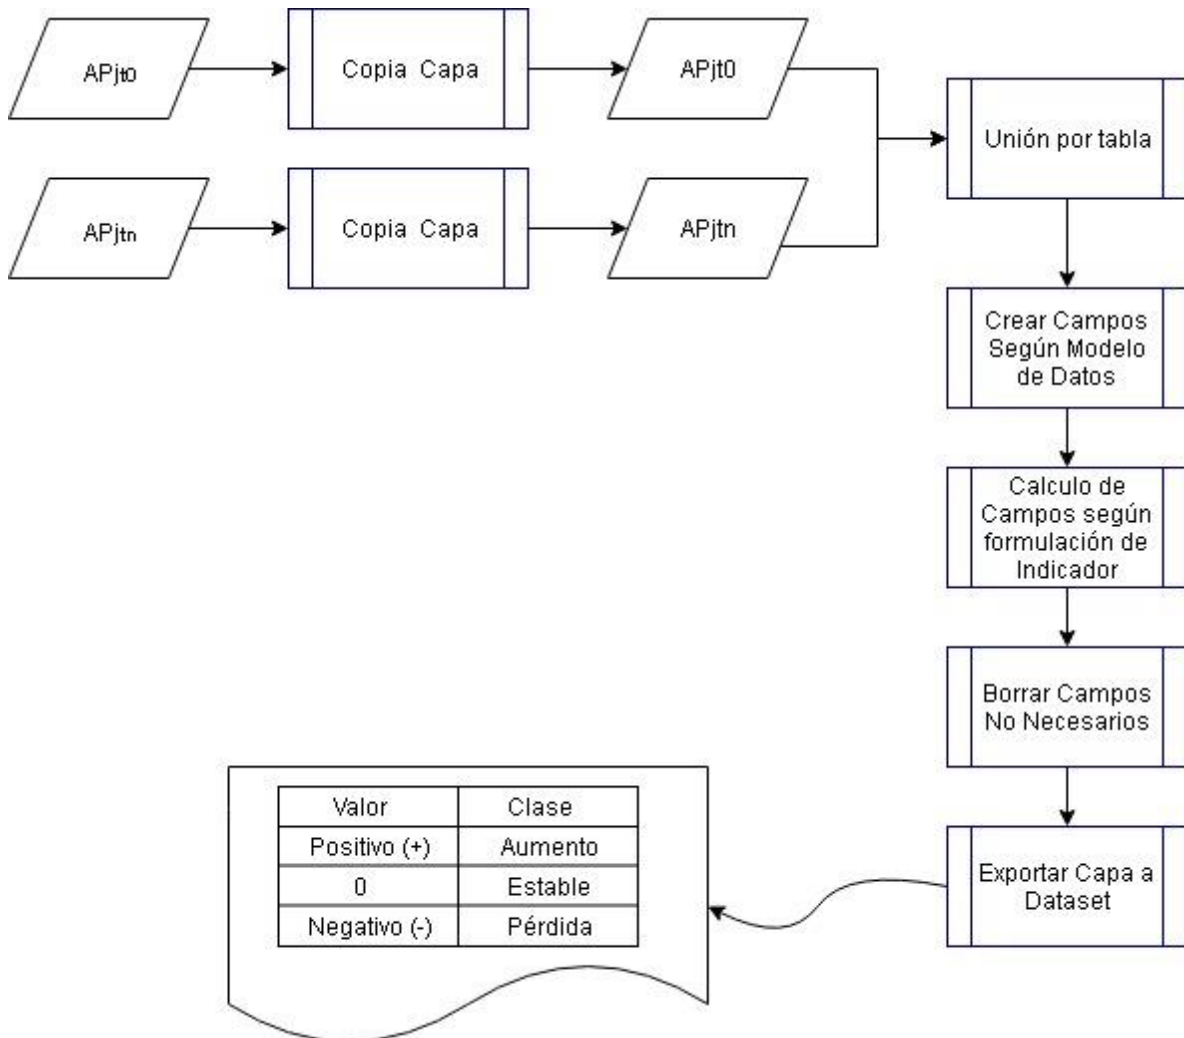 APjt0
Copia Capa
APjt0
Unión por tabla
APjtn
Copia Capa
APjtn
Crear Campos
Según Modelo
de Datos
Calculo de
Campos según
formulación de
Indicador
Borrar Campos
No Necesarios
Exportar Capa a
Dataset
Valor Clase
Positivo (+) Aumento
0 Estable
Negativo (-) Pérdida